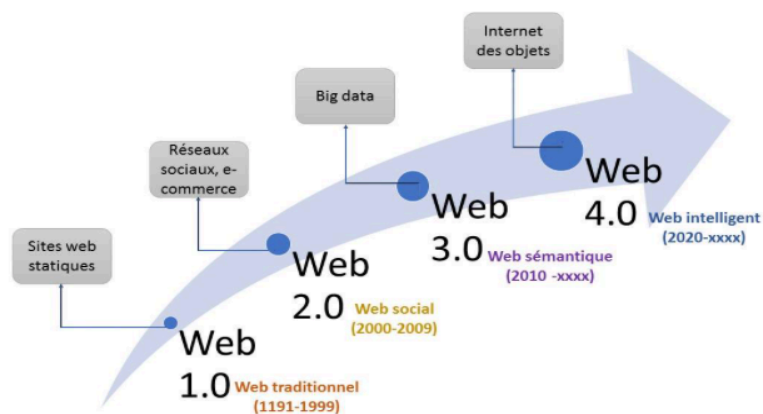 Internet
des objets
Big data
Réseaux
sociaux, e-
commerce
Sites web
statiques
Web
4.0 Web intelligent
(2020-xxxx)
Web
3.0 Web sémantique
(2010 -xxxx)
Web
2.0 Web social
(2000-2009)
Web
1.0 Web traditionnel
(1191-1999)